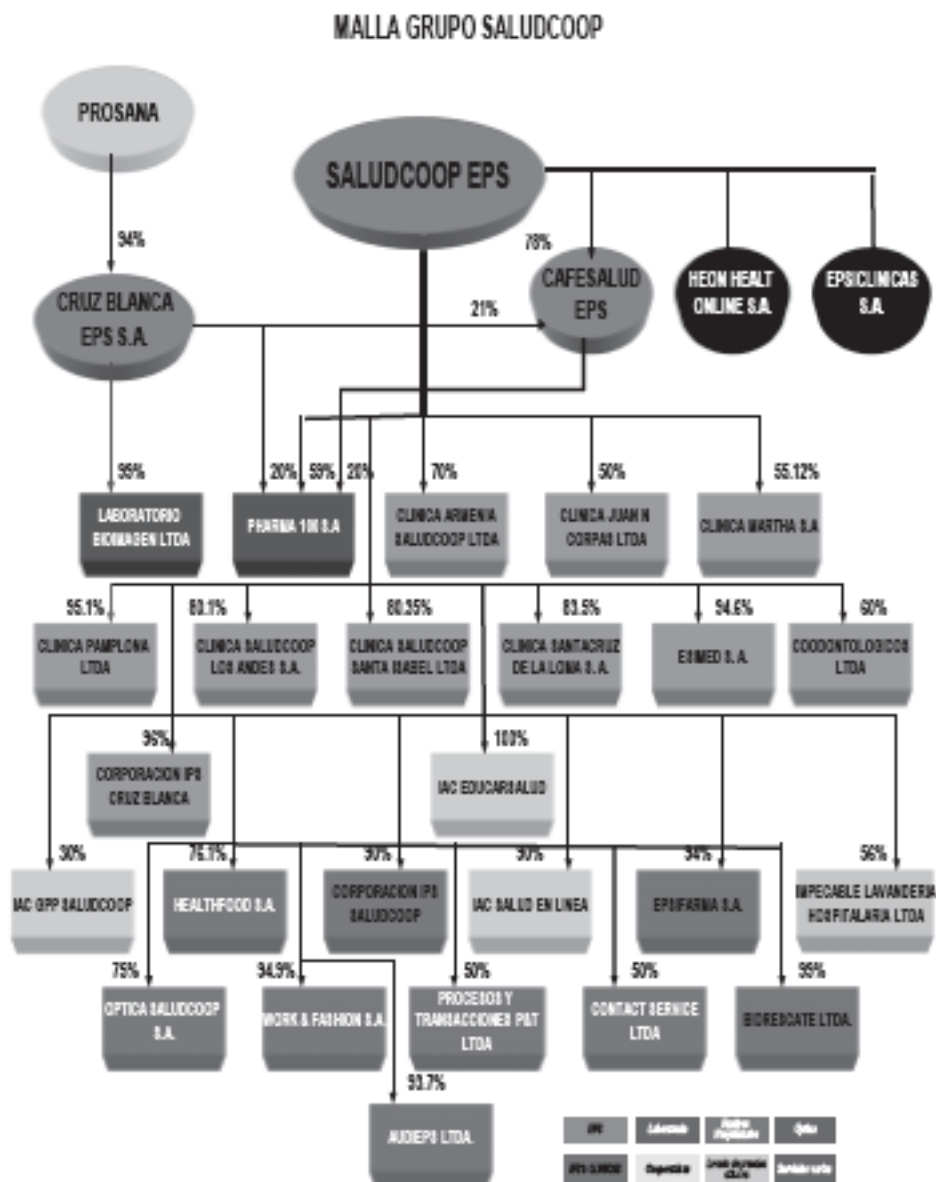 MALLA GRUPO SALUDCOOP
PROSANA
SALUDCOOP EPS
94%
78%
CRUZ BLANCA
EPS S.A.
21%
CAFESALUD
EPS
HEON HEALT
ONLINE S.A.
EPSICLINICAS
S.A.
99%
20%
59%
20%
70%
50%
55.12%
LABORATORIO
BIOIMAGEN LTDA
PHARMA 100 S.A
CLINICA ARMENIA
SALUDCOOP LTDA
CLINICA JUAN N
CORPAS LTDA
CLINICA MARTHA S.A
95.1%
80.1%
80.35%
83.5%
94.6%
60%
CLINICA PAMPLONA
LTDA
CLINICA SALUDCOOP
LOS ANDES S.A.
CLINICA SALUDCOOP
SANTA ISABEL LTDA
CLINICA SANTACRUZ
DE LA LOMA S. A.
ESIMED S. A.
COODONTOLOGICOS
LTDA
96%
100%
CORPORACION IPS
CRUZ BLANCA
IAC EDUCARSALUD
30%
76.1%
90%
90%
94%
56%
IAC GPP SALUDCOOP
HEALTHFOOD S.A.
CORPORACION IPS
SALUDCOOP
IAC SALUD EN LINEA
EPSIFARMA S.A.
IMPECABLE LAVANDERIA
HOSPITALARIA LTDA
75%
94.9%
50%
50%
99%
OPTICA SALUDCOOP
S.A.
WORK & FASHION S.A.
PROCESOS Y
TRANSACCIONES P&T
LTDA
CONTACT SERVICE
LTDA
BIORESCATE LTDA.
93.7%
AUDIEPS LTDA.
EPS
Laboratorio